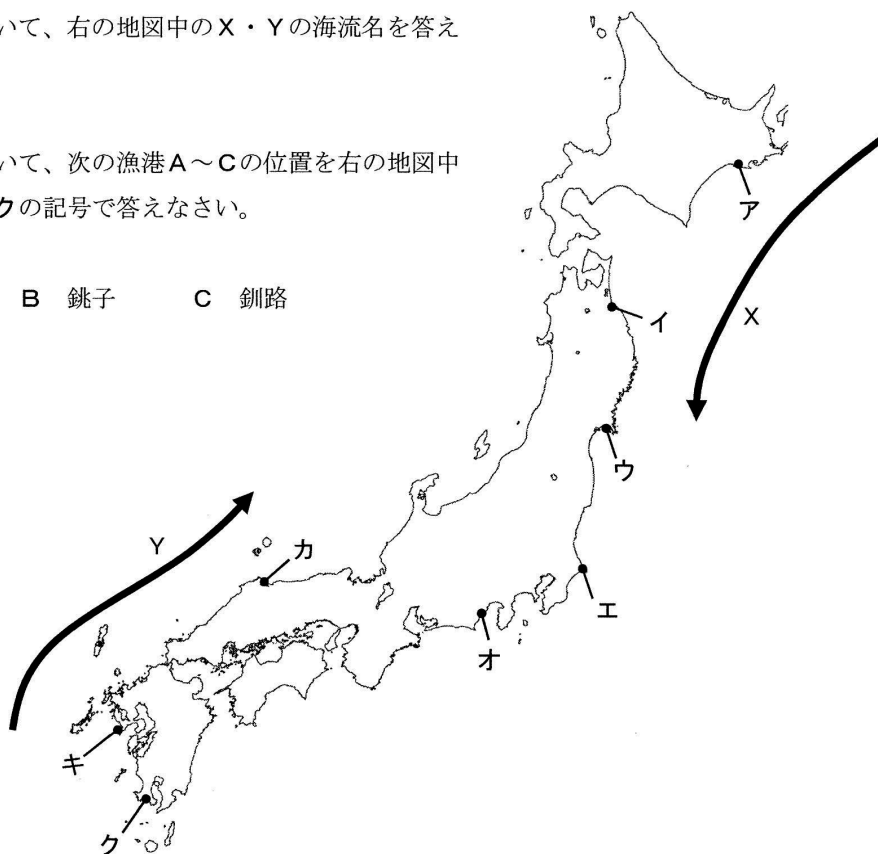 いて、右の地図中のX・Yの海流名を答え
いて、次の漁港A～Cの位置を右の地図中
クの記号で答えなさい。
B 銚子 C 釧路
ア
X
イ
ウ
Y
カ
エ
オ
キ
ク